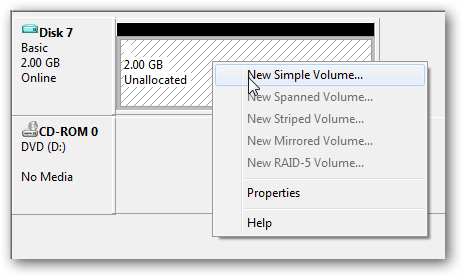 Disk 7
Basic
2.00 GB
Online
2.00 GB
Unallocated
New Simple Volume...
New Spanned Volume...
New Striped Volume...
New Mirrored Volume...
New RAID-5 Volume...
Properties
Help
CD-ROM 0
DVD (D:)
No Media